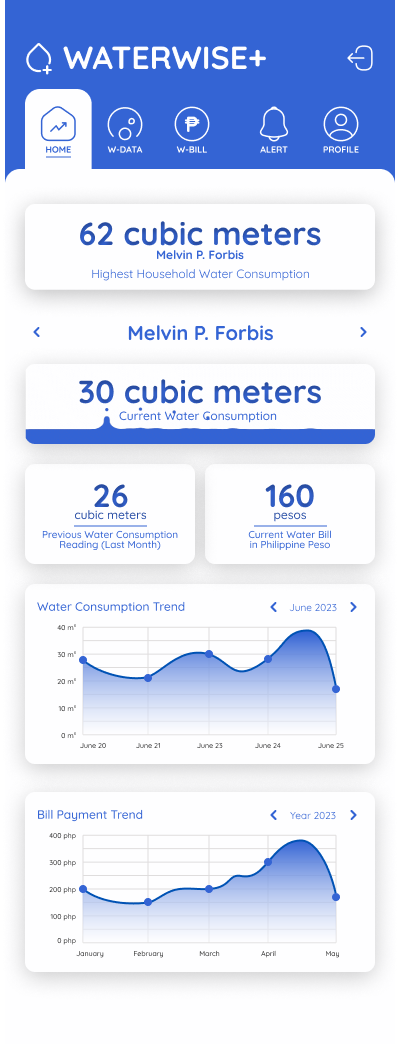 WATERWISE+
HOME
W-DATA
W-BILL
ALERT
PROFILE
62 cubic meters
Melvin P. Forbis
Highest Household Water Consumption
Melvin P. Forbis
30 cubic meters
Current Water Consumption
26
cubic meters
Previous Water Consumption
Reading (Last Month)
160
pesos
Current Water Bill
in Philippine Peso
Water Consumption Trend
June 2023
40 m³
30 m³
20 m³
10 m³
0 m³
June 20
June 21
June 23
June 24
June 25
Bill Payment Trend
Year 2023
400 php
300 php
200 php
100 php
0 php
January
February
March
April
May